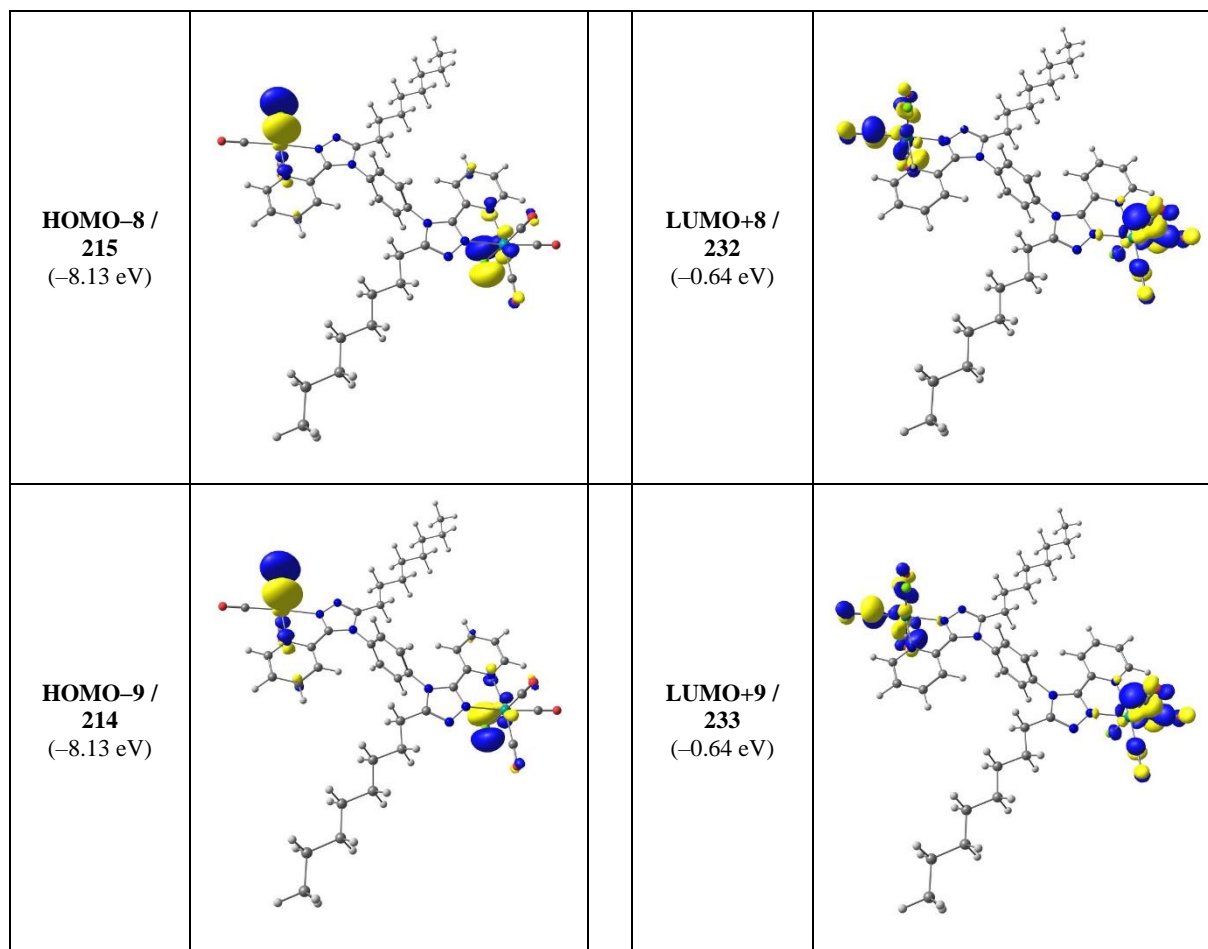 HOMO–8 /
215
(–8.13 eV)
LUMO+8 /
232
(–0.64 eV)
HOMO–9 /
214
(–8.13 eV)
LUMO+9 /
233
(–0.64 eV)